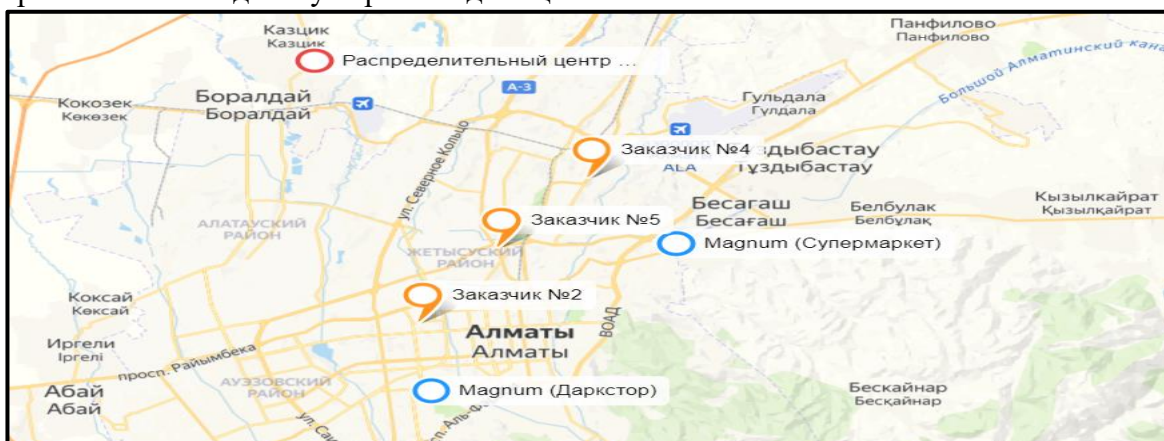 Казцик
Казцик
Панфилово
Панфилово
Распределительный центр ...
Большой Алматинский кана
А-3
Боралдай
Боралдай
Кокозек
Көкөзек
Гульдала
Гүлдала
ул. Северное Кольцо
Заказчик №4
здыбастау
Тұздыбастау
ALA
Кызылкайрат
Қызылқайрат
Бесагаш
Бесағаш
Белбулак
Белбұлақ
АЛАТАУСКИЙ
РАЙОН
Заказчик №5
ЖЕТЫСУСКИЙ
РАЙОН
Magnum (Супермаркет)
Заказчик №2
Коксай
Көксай
Алматы
Алматы
ВОАД
Иргели
Іргелі
просп. Райымбека
АУЭЗОВСКИЙ
РАЙОН
Magnum (Даркстор)
Абай
Абай
Бескайнар
Бесқайнар